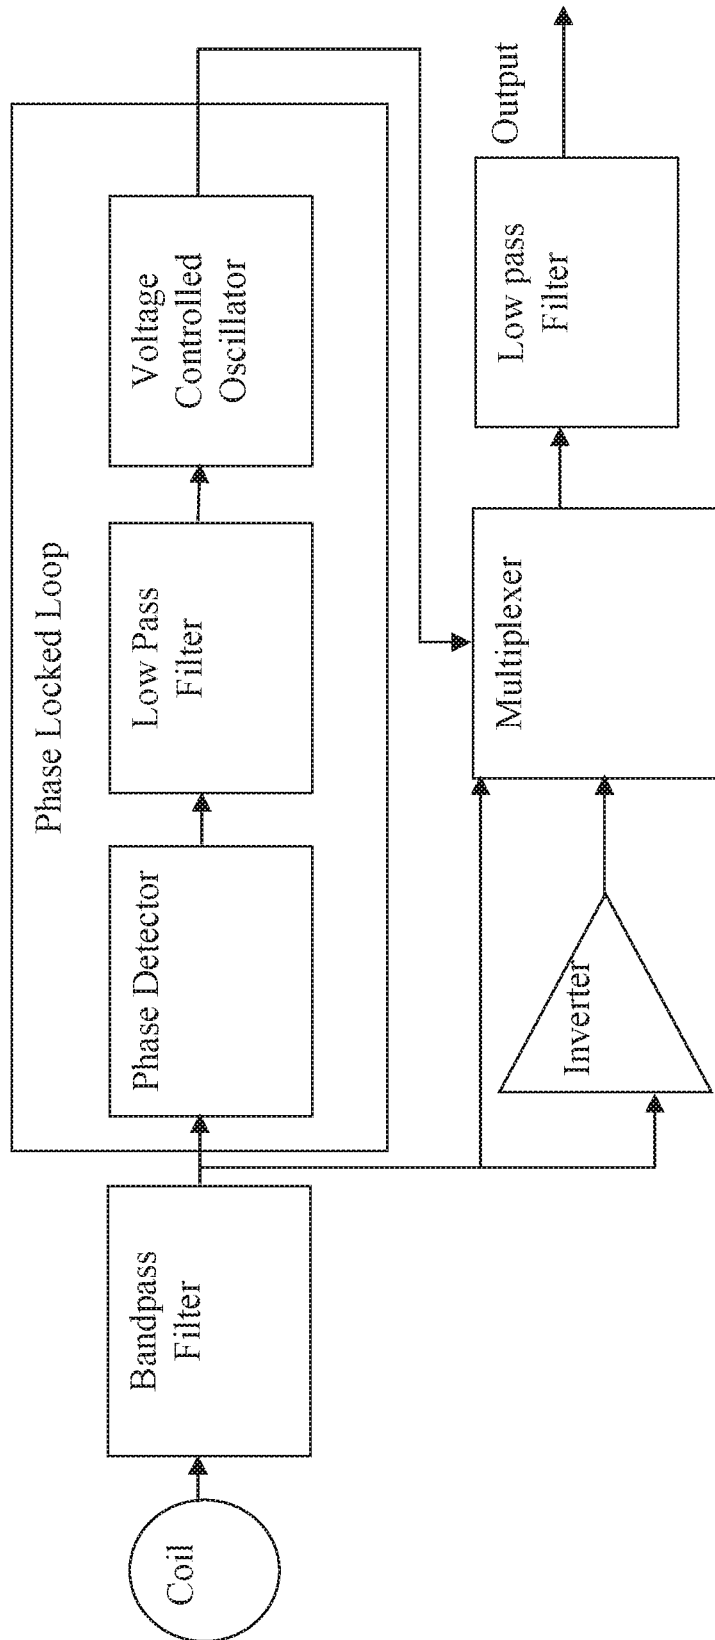 Phase Locked Loop
Coil
Bandpass
Filter
Phase Detector
Low Pass
Filter
Voltage
Controlled
Oscillator
Inverter
Multiplexer
Low pass
Filter
Output